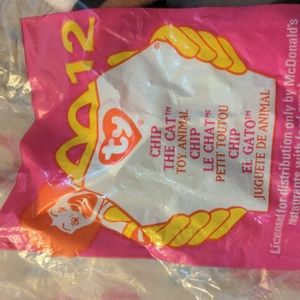 12
ty
®
CHIP
THE CAT™
TOY ANIMAL
CHIP
LE CHAT™
PETIT TOUTOU
CHIP
EL GATO™
JUGUETE DE ANIMAL
Licensed for distribution only by McDonald's